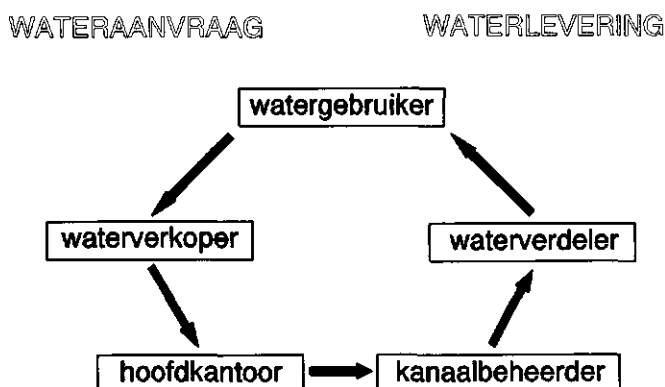 WATERAANVRAAG WATERLEVERING
watergebruiker
waterverkoper waterverdeler
hoofdkantoor kanaalbeheerder